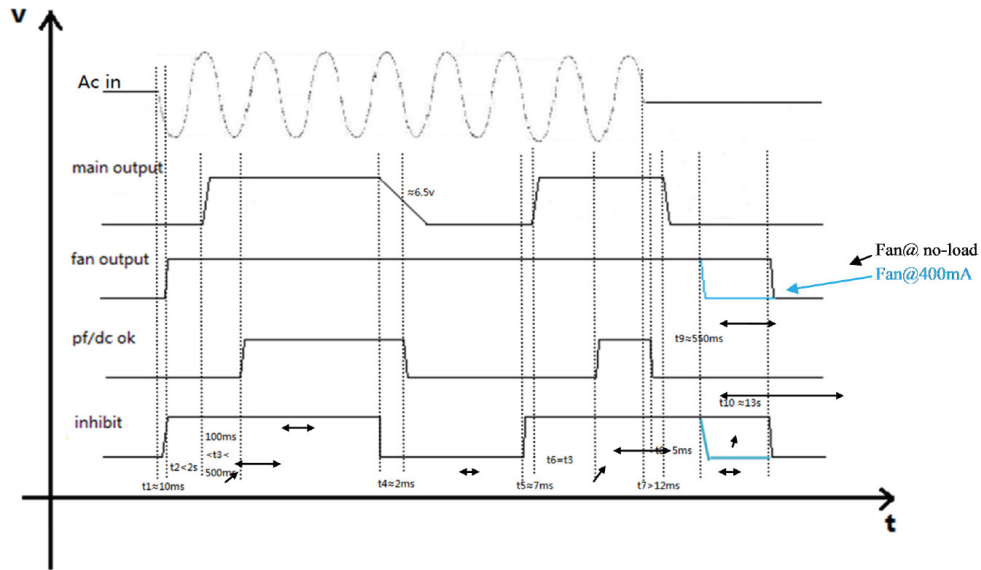 v
Ac in
main output
≈6.5v
fan output
Fan@ no-load
Fan@400mA
pf/dc ok
t9≈550ms
t10 ≈13s
inhibit
100ms
<t3<
500ms
t2<2s
t6=t3
5ms
t1≈10ms
t4≈2ms
t5≈7ms
t7>12ms
t